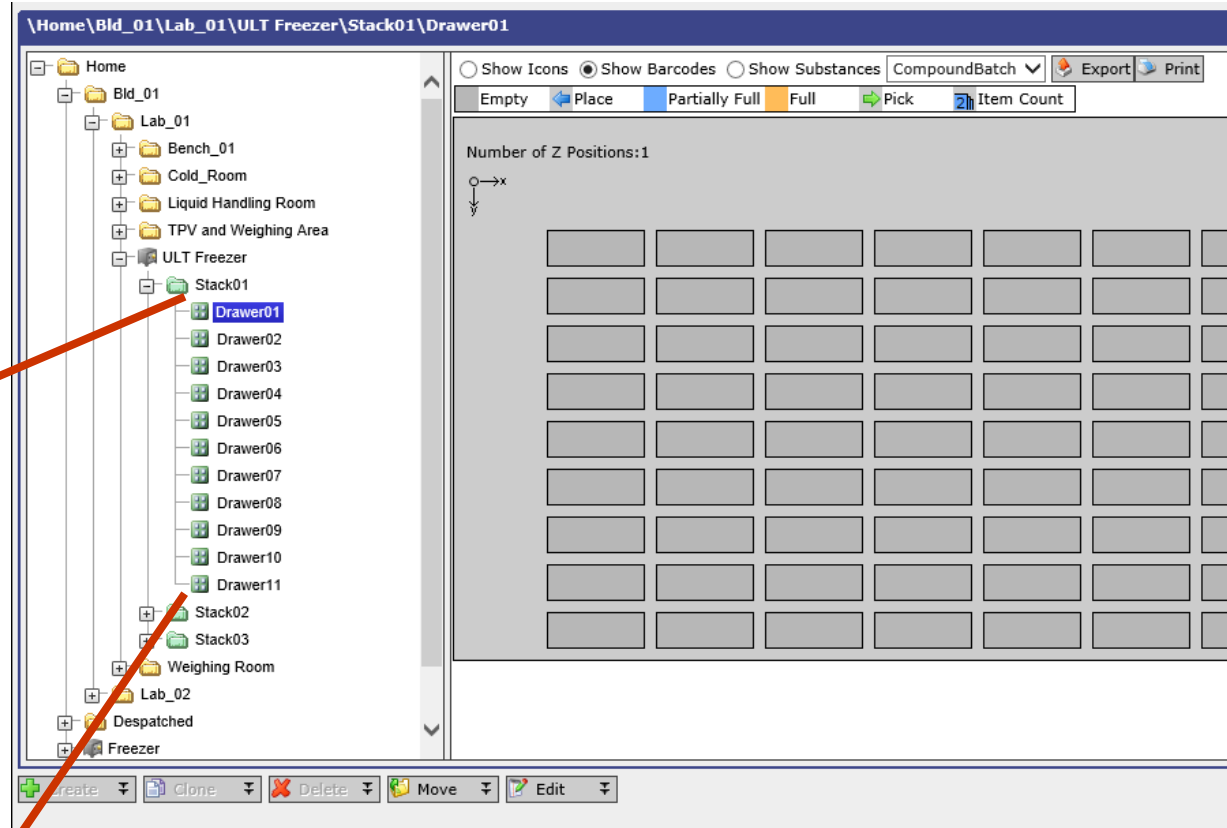 \Home\Bld_01\Lab_01\ULT Freezer\Stack01\Drawer01
Home
Bld_01
Lab_01
Bench_01
Cold_Room
Liquid Handling Room
TPV and Weighing Area
ULT Freezer
Stack01
Drawer01
Drawer02
Drawer03
Drawer04
Drawer05
Drawer06
Drawer07
Drawer08
Drawer09
Drawer10
Drawer11
Stack02
Stack03
Weighing Room
Lab_02
Despatched
Freezer
Show Icons Show Barcodes Show Substances CompoundBatch Export Print
Empty Place Partially Full Full Pick 2 Item Count
Number of Z Positions:1
x
y
Create Clone Delete Move Edit